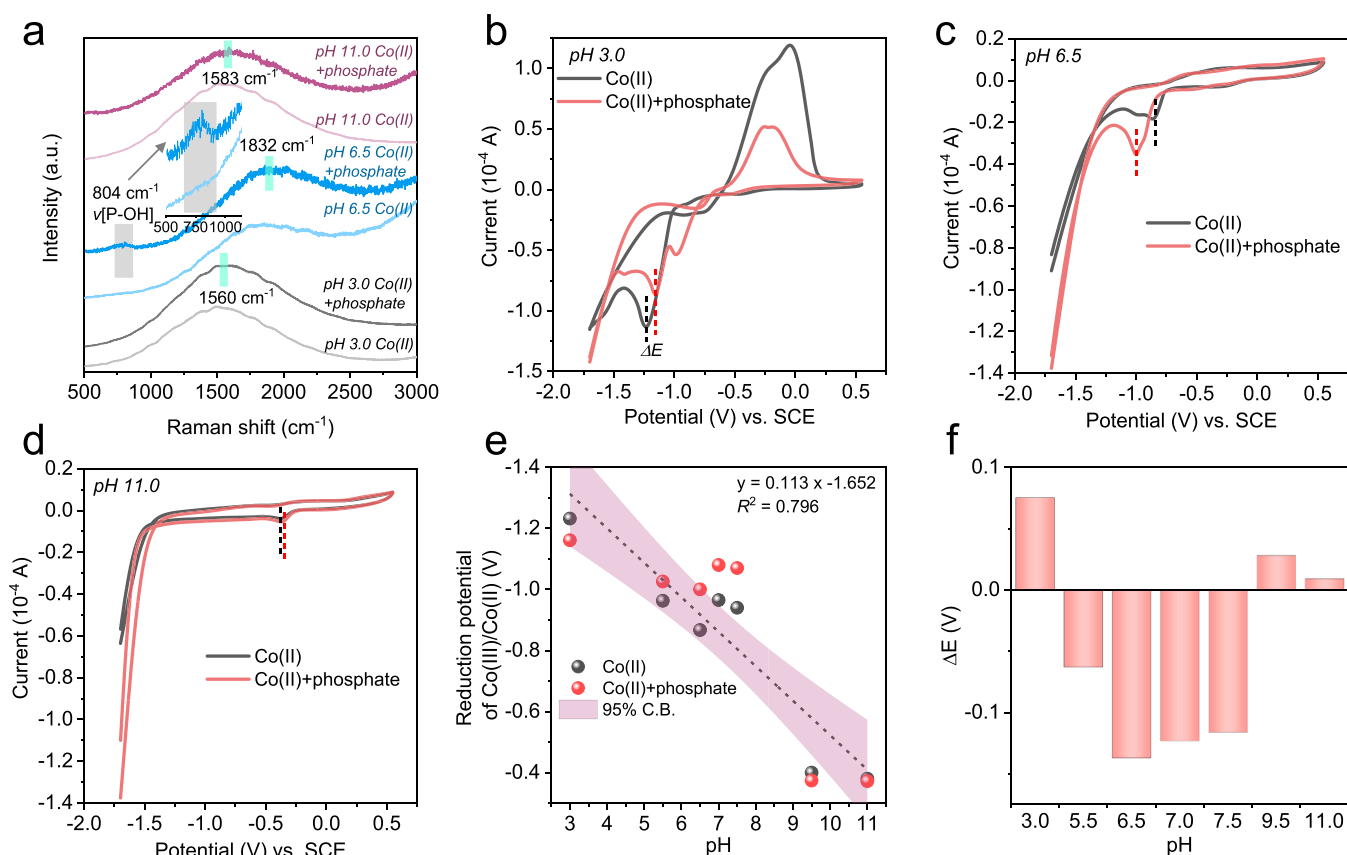 a
pH 11.0 Co(II)
+phosphate
1583 cm-1
pH 11.0 Co(II)
1832 cm-1
pH 6.5 Co(II)
+phosphate
804 cm-1
v[P-OH]
500 750 1000
pH 6.5 Co(II)
pH 3.0 Co(II)
+phosphate
1560 cm-1
pH 3.0 Co(II)
Intensity (a.u.)
500 1000 1500 2000 2500 3000
Raman shift (cm-1)
b
pH 3.0
Co(II)
Co(II)+phosphate
1.0
0.5
0.0
-0.5
-1.0
-1.5
Current (10-4 A)
ΔE
-2.0 -1.5 -1.0 -0.5 0.0 0.5
Potential (V) vs. SCE
c
pH 6.5
0.2
0.0
-0.2
-0.4
-0.6
-0.8
-1.0
-1.2
-1.4
Current (10-4 A)
Co(II)
Co(II)+phosphate
-2.0 -1.5 -1.0 -0.5 0.0 0.5
Potential (V) vs. SCE
d
pH 11.0
0.2
0.0
-0.2
-0.4
-0.6
-0.8
-1.0
-1.2
-1.4
Current (10-4 A)
Co(II)
Co(II)+phosphate
-2.0 -1.5 -1.0 -0.5 0.0 0.5
Potential (V) vs. SCE
e
y = 0.113 x -1.652
R2 = 0.796
-1.4
-1.2
-1.0
-0.8
-0.6
-0.4
Reduction potential
of Co(III)/Co(II) (V)
Co(II)
Co(II)+phosphate
95% C.B.
3 4 5 6 7 8 9 10 11
pH
f
0.1
0.0
-0.1
ΔE (V)
3.0 5.5 6.5 7.0 7.5 9.5 11.0
pH